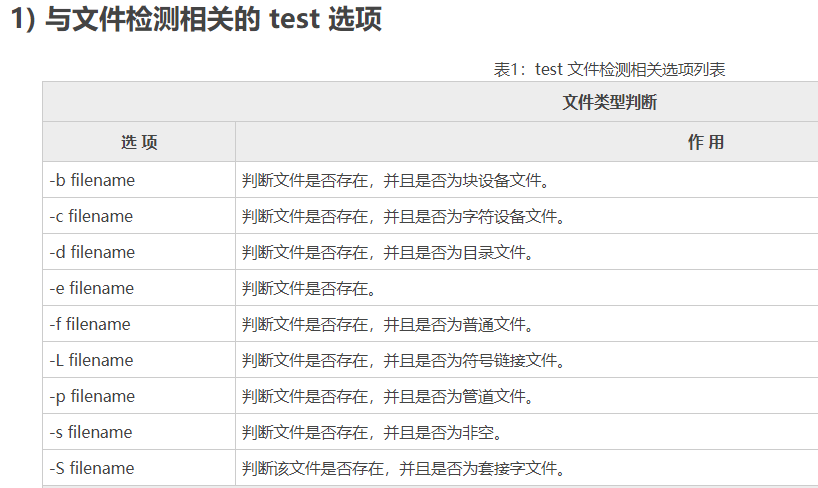 1) 与文件检测相关的 test 选项
表1：test 文件检测相关选项列表
文件类型判断
选 项 作 用
-b filename 判断文件是否存在，并且是否为块设备文件。
-c filename 判断文件是否存在，并且是否为字符设备文件。
-d filename 判断文件是否存在，并且是否为目录文件。
-e filename 判断文件是否存在。
-f filename 判断文件是否存在，井且是否为普通文件。
-L filename 判断文件是否存在，并且是否为符号链接文件。
-p filename 判断文件是否存在，并且是否为管道文件。
-s filename 判断文件是否存在，并且是否为非空。
-S filename 判断该文件是否存在，并且是否为套接字文件。